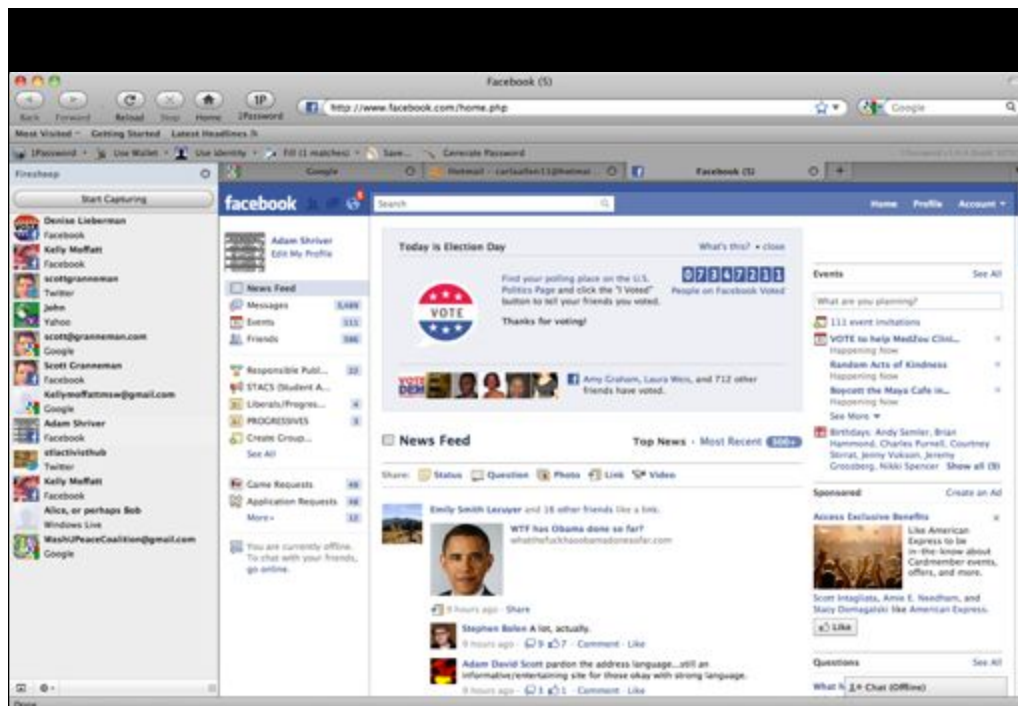 Facebook (5)
Back Forward Reload Stop Home 1Password
1P
http://www.facebook.com/home.php
Google
Most Visited Getting Started Latest Headlines
1Password Use Wallet Use Identity Fill (1 matches) Save... Generate Password
Firesheep
Google
Hotmail - carlaallen11@hotmai...
Facebook (5)
Start Capturing
Denise Lieberman
Facebook
Kelly Moffatt
Facebook
scottgranneman
Twitter
John
Yahoo
scott@granneman.com
Google
Scott Granneman
Facebook
Kellymoffattmsw@gmail.com
Google
Adam Shriver
Facebook
stlactivisthub
Twitter
Kelly Moffatt
Facebook
Alice, or perhaps Bob
Windows Live
WashUPeaceCoalition@gmail.com
Google
facebook
Search
Home Profile Account
Adam Shriver
Edit My Profile
News Feed
Messages
Events 111
Friends
Responsible Publ... 22
STACS (Student A...
Liberals/Progres... 4
PROGRESSIVES
Create Group...
See All
Game Requests
Application Requests
More 12
You are currently offline.
To chat with your friends,
go online.
Today is Election Day
What's this? • close
VOTE
Find your polling place on the U.S.
Politics Page and click the "I Voted"
button to tell your friends you voted.
Thanks for voting!
07347211
People on Facebook Voted
VOTE
DEM
Amy Graham, Laura Wein, and 712 other
friends have voted.
News Feed
Top News · Most Recent 300+
Share: Status Question Photo Link Video
Emily Smith Lecuyer and 16 other friends like a link.
WTF has Obama done so far?
whatthefuckhasobamadonesofar.com
9 hours ago · Share
Stephen Bolen A lot, actually.
9 hours ago · 9 7 · Comment · Like
Adam David Scott pardon the address language...still an
informative/entertaining site for those okay with strong language.
9 hours ago · 3 1 · Comment · Like
Events See All
What are you planning?
111 event invitations
VOTE to help MedZou Clini...
Happening Now
Random Acts of Kindness
Happening Now
Boycott the Maya Cafe in...
Happening Now
See More
Birthdays: Andy Semler, Brian
Hammond, Charles Purnell, Courtney
Stirrat, Jenny Vukson, Jeremy
Grossberg, Nikki Spencer Show all (9)
Sponsored Create an Ad
Access Exclusive Benefits
Like American
Express to be
in-the-know about
Cardmember events,
offers, and more.
Scott Intagliata, Amie E. Needham, and
Stacy Domagalski like American Express.
Like
Questions See All
Chat (Offline)
Done